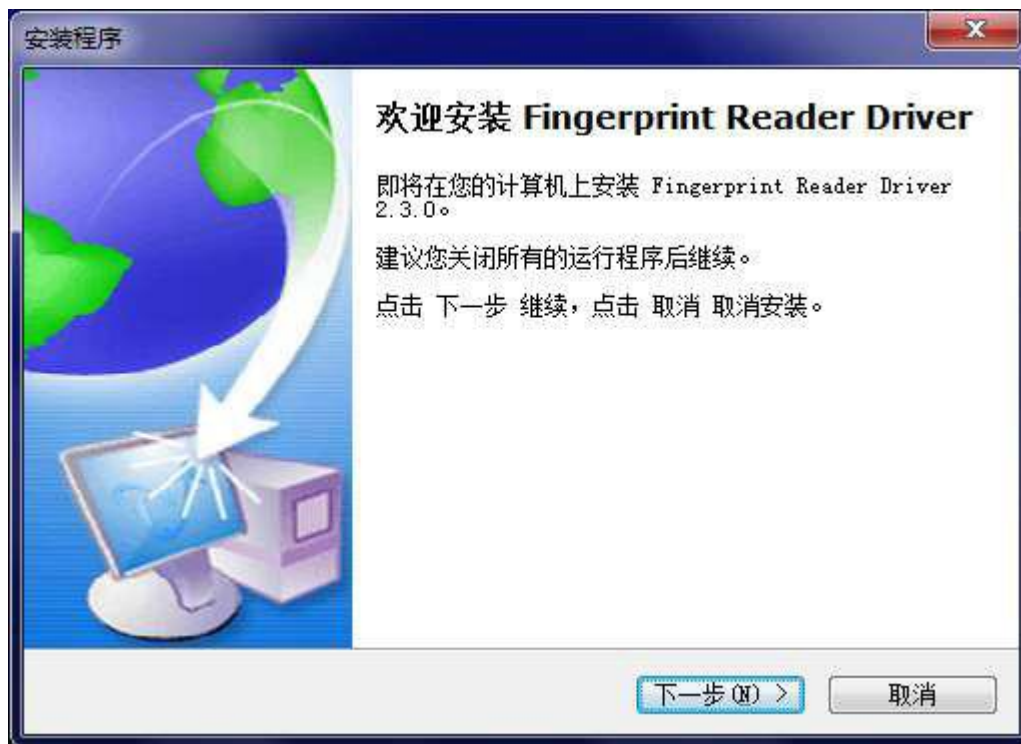 安装程序
欢迎安装 Fingerprint Reader Driver
即将在您的计算机上安装 Fingerprint Reader Driver
2.3.0。
建议您关闭所有的运行程序后继续。
点击 下一步 继续，点击 取消 取消安装。
下一步(N) >
取消